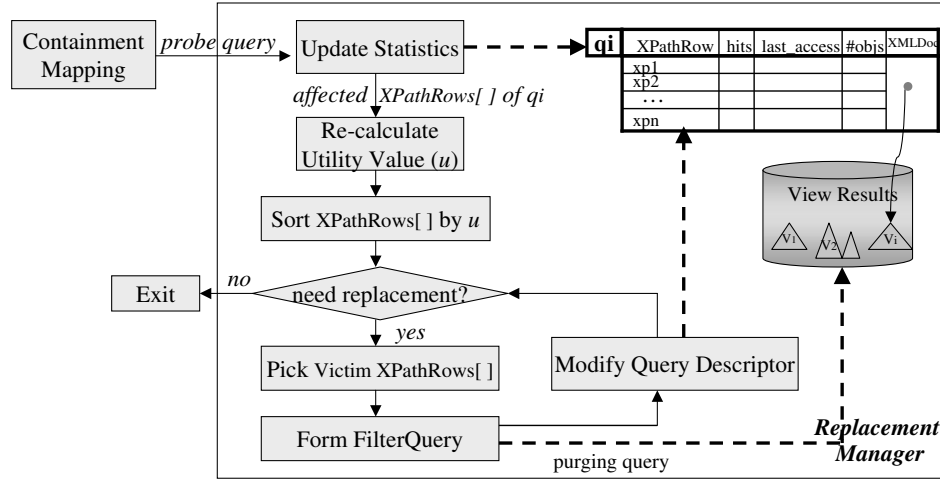 Containment
Mapping
probe query
Update Statistics
qi
XPathRow hits last_access #objs XMLDoc
xp1
xp2
...
xpn
affected XPathRows[ ] of qi
Re-calculate
Utility Value (u)
Sort XPathRows[ ] by u
View Results
V1 V2 Vi
need replacement?
no
Exit
yes
Pick Victim XPathRows[ ]
Modify Query Descriptor
Form FilterQuery
purging query
Replacement
Manager